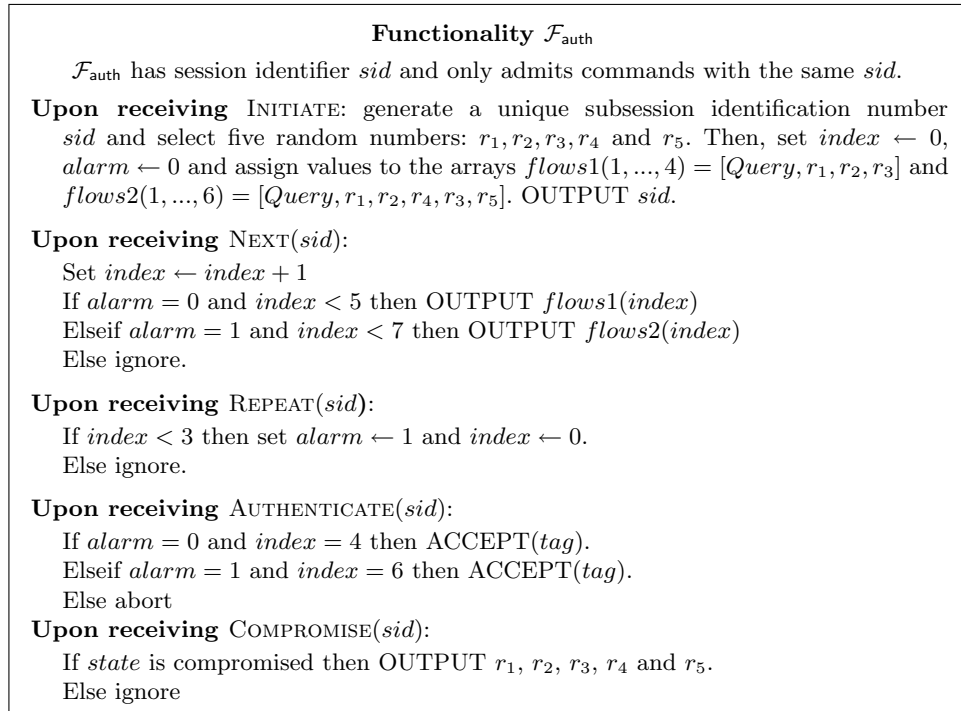 Functionality 𝓕auth
𝓕auth has session identifier sid and only admits commands with the same sid.
Upon receiving INITIATE: generate a unique subsession identification number
sid and select five random numbers: r₁, r₂, r₃, r₄ and r₅. Then, set index ← 0,
alarm ← 0 and assign values to the arrays flows1(1, ..., 4) = [Query, r₁, r₂, r₃] and
flows2(1, ..., 6) = [Query, r₁, r₂, r₄, r₃, r₅]. OUTPUT sid.
Upon receiving NEXT(sid):
Set index ← index + 1
If alarm = 0 and index < 5 then OUTPUT flows1(index)
Elseif alarm = 1 and index < 7 then OUTPUT flows2(index)
Else ignore.
Upon receiving REPEAT(sid):
If index < 3 then set alarm ← 1 and index ← 0.
Else ignore.
Upon receiving AUTHENTICATE(sid):
If alarm = 0 and index = 4 then ACCEPT(tag).
Elseif alarm = 1 and index = 6 then ACCEPT(tag).
Else abort
Upon receiving COMPROMISE(sid):
If state is compromised then OUTPUT r₁, r₂, r₃, r₄ and r₅.
Else ignore